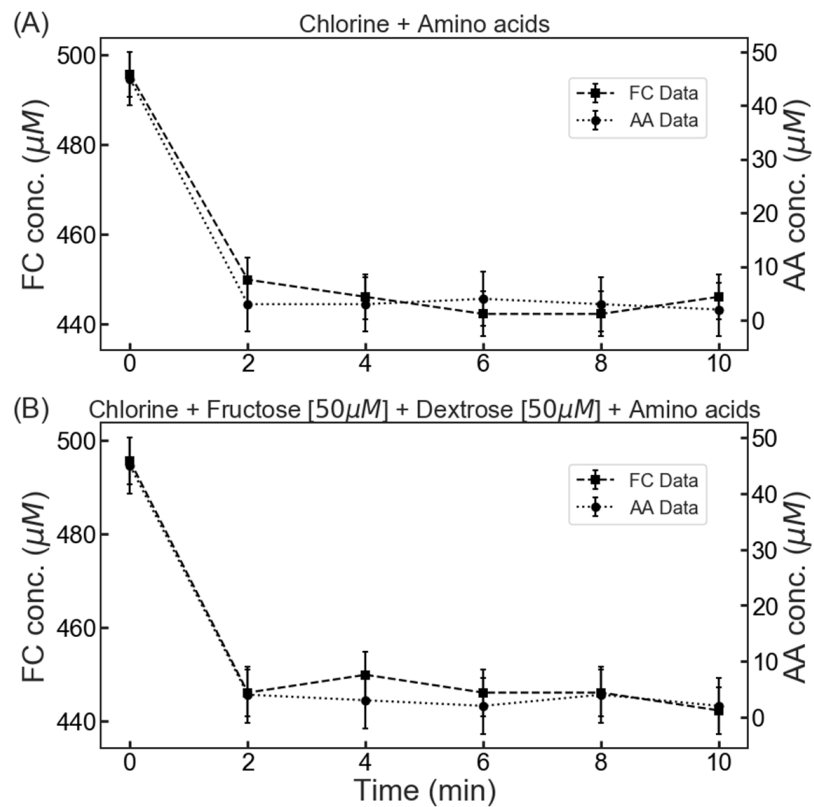 (A) Chlorine + Amino acids
500 50
480 40
460 30
440 20
10
0
FC conc. (μM)
AA conc. (μM)
FC Data
AA Data
0 2 4 6 8 10
(B) Chlorine + Fructose [50μM] + Dextrose [50μM] + Amino acids
500 50
480 40
460 30
440 20
10
0
FC conc. (μM)
AA conc. (μM)
FC Data
AA Data
0 2 4 6 8 10
Time (min)